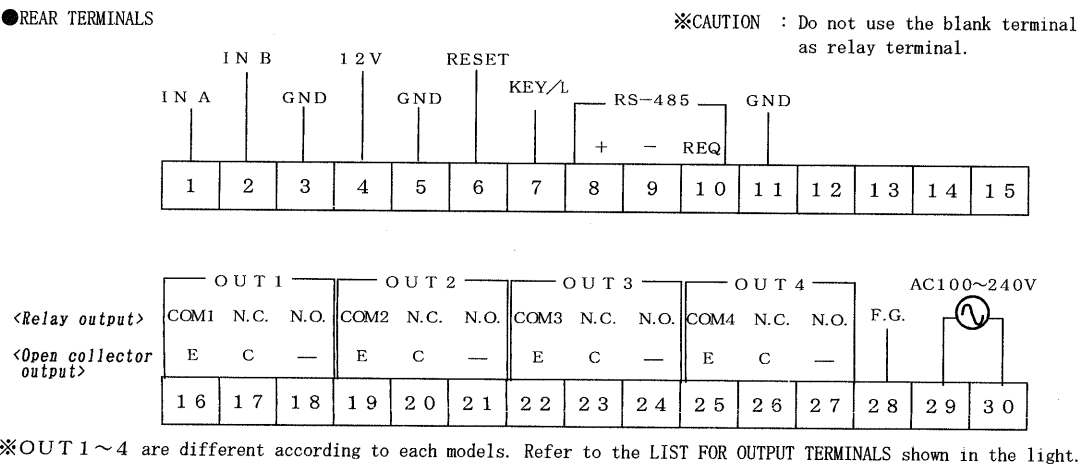 ●REAR TERMINALS
※CAUTION : Do not use the blank terminal
as relay terminal.
IN B 12V RESET
IN A GND GND KEY/L RS-485 GND
+ - REQ
1 2 3 4 5 6 7 8 9 10 11 12 13 14 15
OUT1 OUT2 OUT3 OUT4 AC100~240V
<Relay output> COM1 N.C. N.O. COM2 N.C. N.O. COM3 N.C. N.O. COM4 N.C. N.O. F.G.
<Open collector E C — E C — E C — E C —
output>
16 17 18 19 20 21 22 23 24 25 26 27 28 29 30
※OUT1~4 are different according to each models. Refer to the LIST FOR OUTPUT TERMINALS shown in the light.